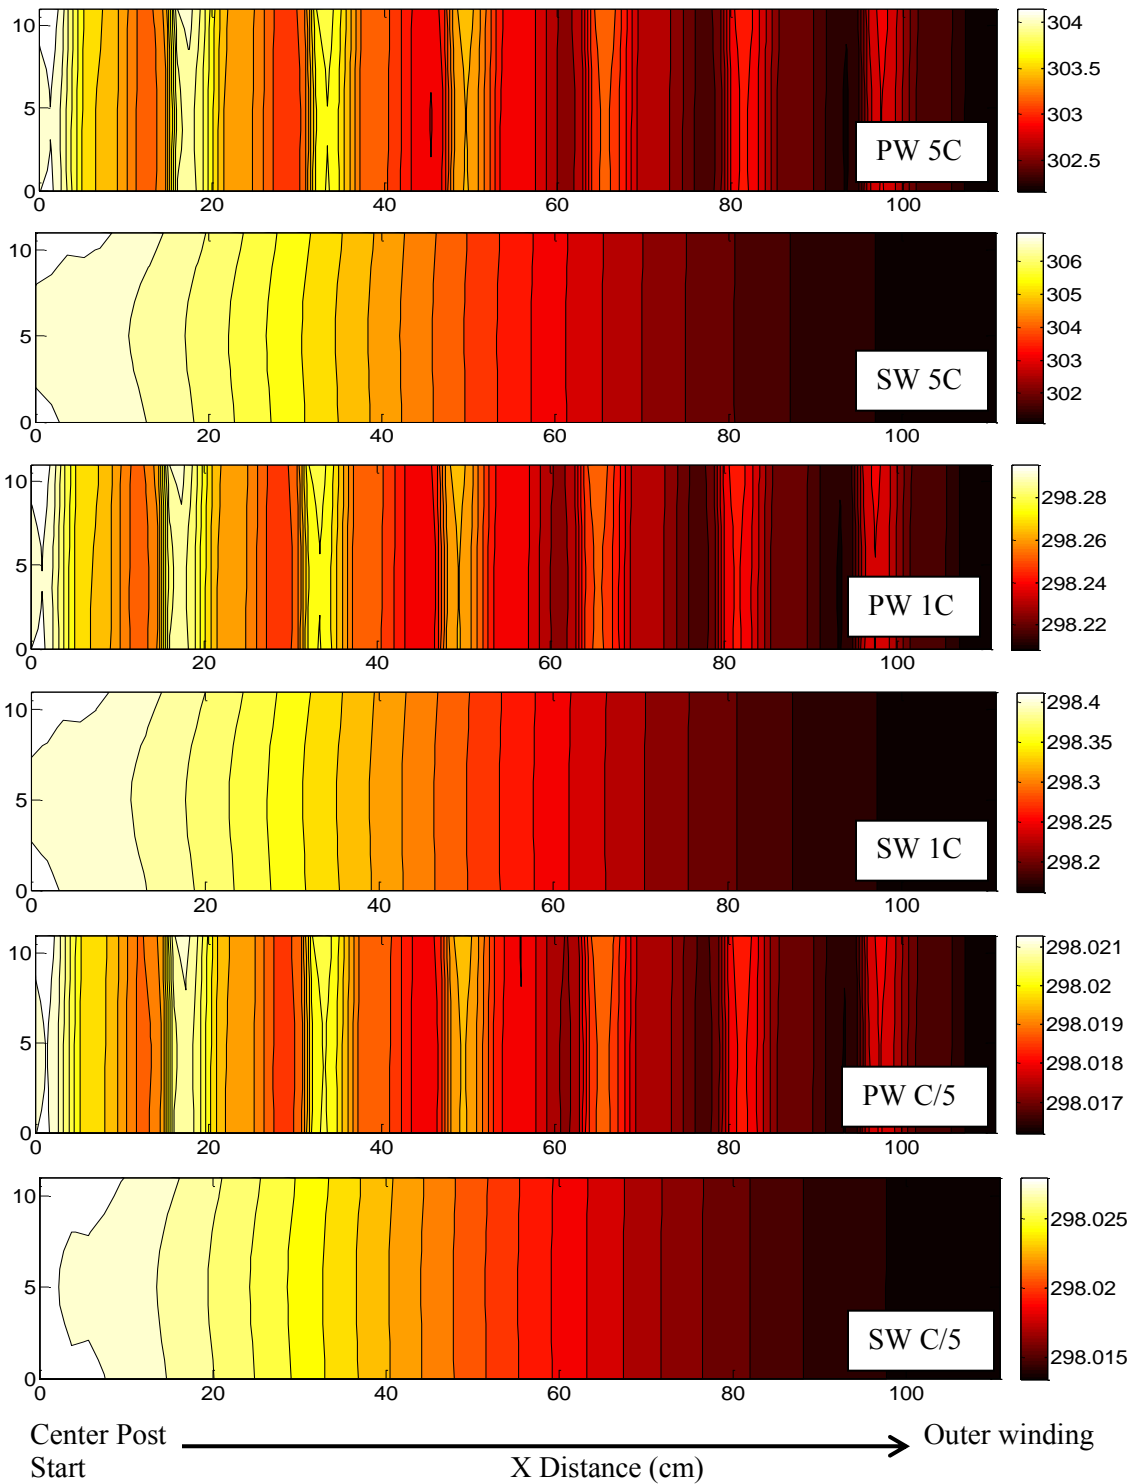 10
5
0
0 20 40 60 80 100
304
303.5
303
302.5
PW 5C
10
5
0
0 20 40 60 80 100
306
305
304
303
302
SW 5C
10
5
0
0 20 40 60 80 100
298.28
298.26
298.24
298.22
PW 1C
10
5
0
0 20 40 60 80 100
298.4
298.35
298.3
298.25
298.2
SW 1C
10
5
0
0 20 40 60 80 100
298.021
298.02
298.019
298.018
298.017
PW C/5
10
5
0
0 20 40 60 80 100
298.025
298.02
298.015
SW C/5
Center Post
Start
Outer winding
X Distance (cm)